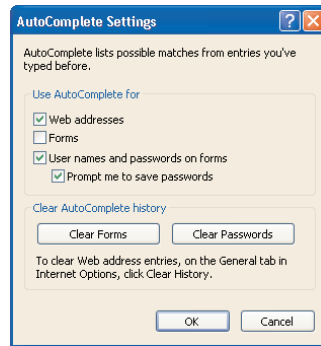 AutoComplete Settings
AutoComplete lists possible matches from entries you've
typed before.
Use AutoComplete for
Web addresses
Forms
User names and passwords on forms
Prompt me to save passwords
Clear AutoComplete history
Clear Forms Clear Passwords
To clear Web address entries, on the General tab in
Internet Options, click Clear History.
OK Cancel